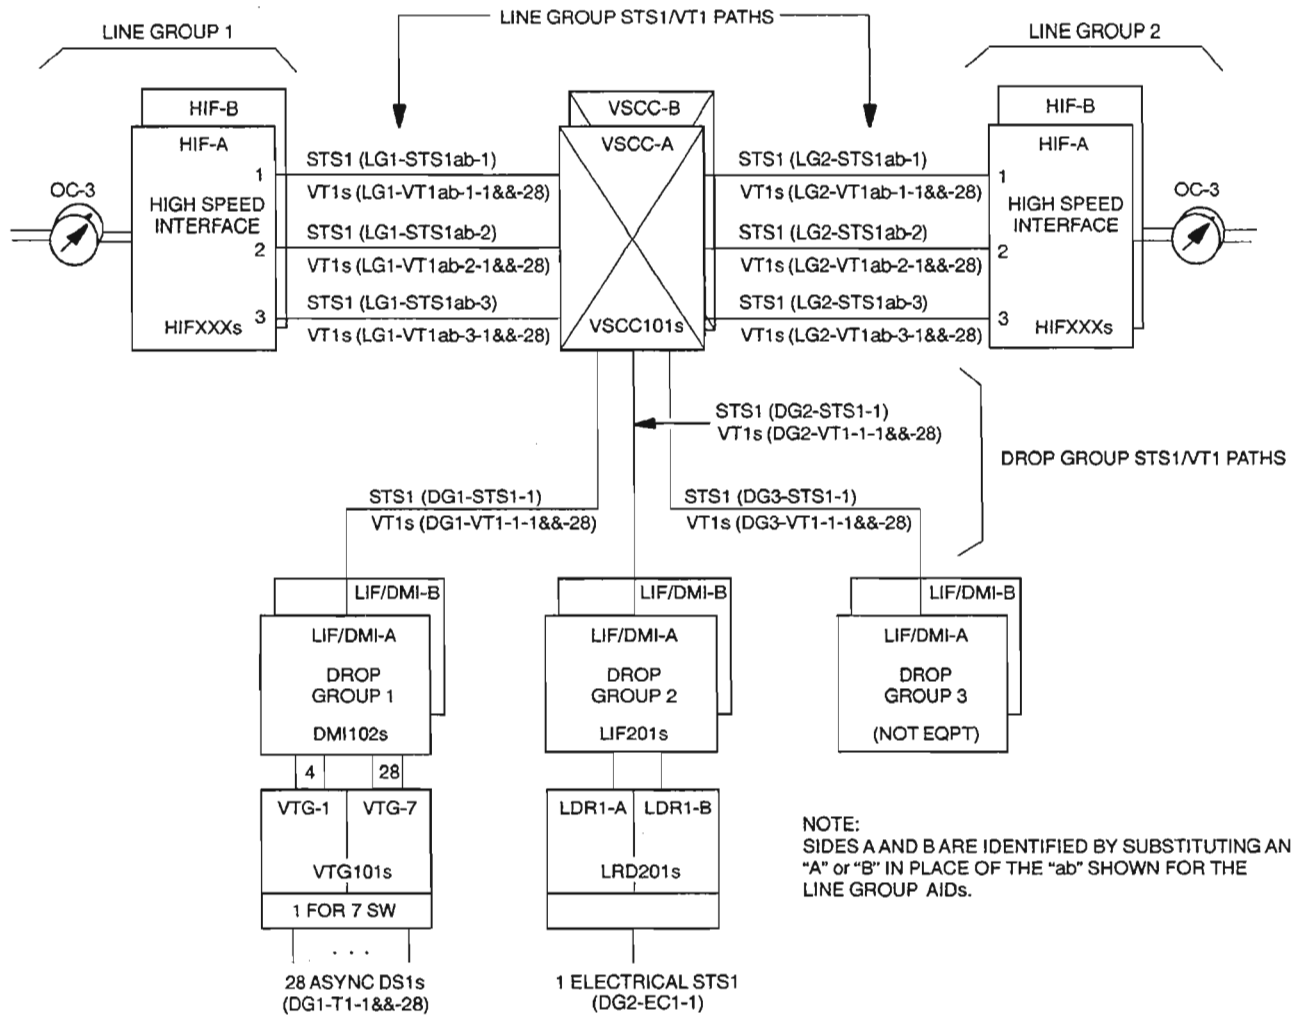 LINE GROUP STS1/VT1 PATHS
LINE GROUP 1
LINE GROUP 2
HIF-B
HIF-A
HIGH SPEED
INTERFACE
HIFXXXs
1
2
3
OC-3
STS1 (LG1-STS1ab-1)
VT1s (LG1-VT1ab-1-1&&-28)
STS1 (LG1-STS1ab-2)
VT1s (LG1-VT1ab-2-1&&-28)
STS1 (LG1-STS1ab-3)
VT1s (LG1-VT1ab-3-1&&-28)
VSCC-B
VSCC-A
VSCC101s
STS1 (LG2-STS1ab-1)
VT1s (LG2-VT1ab-1-1&&-28)
STS1 (LG2-STS1ab-2)
VT1s (LG2-VT1ab-2-1&&-28)
STS1 (LG2-STS1ab-3)
VT1s (LG2-VT1ab-3-1&&-28)
HIF-B
HIF-A
1
HIGH SPEED
INTERFACE
2
3
HIFXXXs
OC-3
STS1 (DG2-STS1-1)
VT1s (DG2-VT1-1-1&&-28)
DROP GROUP STS1/VT1 PATHS
STS1 (DG1-STS1-1)
VT1s (DG1-VT1-1-1&&-28)
STS1 (DG3-STS1-1)
VT1s (DG3-VT1-1-1&&-28)
LIF/DMI-B
LIF/DMI-A
DROP
GROUP 1
DMI102s
4
28
VTG-1
VTG-7
VTG101s
1 FOR 7 SW
. . .
28 ASYNC DS1s
(DG1-T1-1&&-28)
LIF/DMI-B
LIF/DMI-A
DROP
GROUP 2
LIF201s
LDR1-A
LDR1-B
LRD201s
1 ELECTRICAL STS1
(DG2-EC1-1)
LIF/DMI-B
LIF/DMI-A
DROP
GROUP 3
(NOT EQPT)
NOTE:
SIDES A AND B ARE IDENTIFIED BY SUBSTITUTING AN
"A" or "B" IN PLACE OF THE "ab" SHOWN FOR THE
LINE GROUP AIDs.